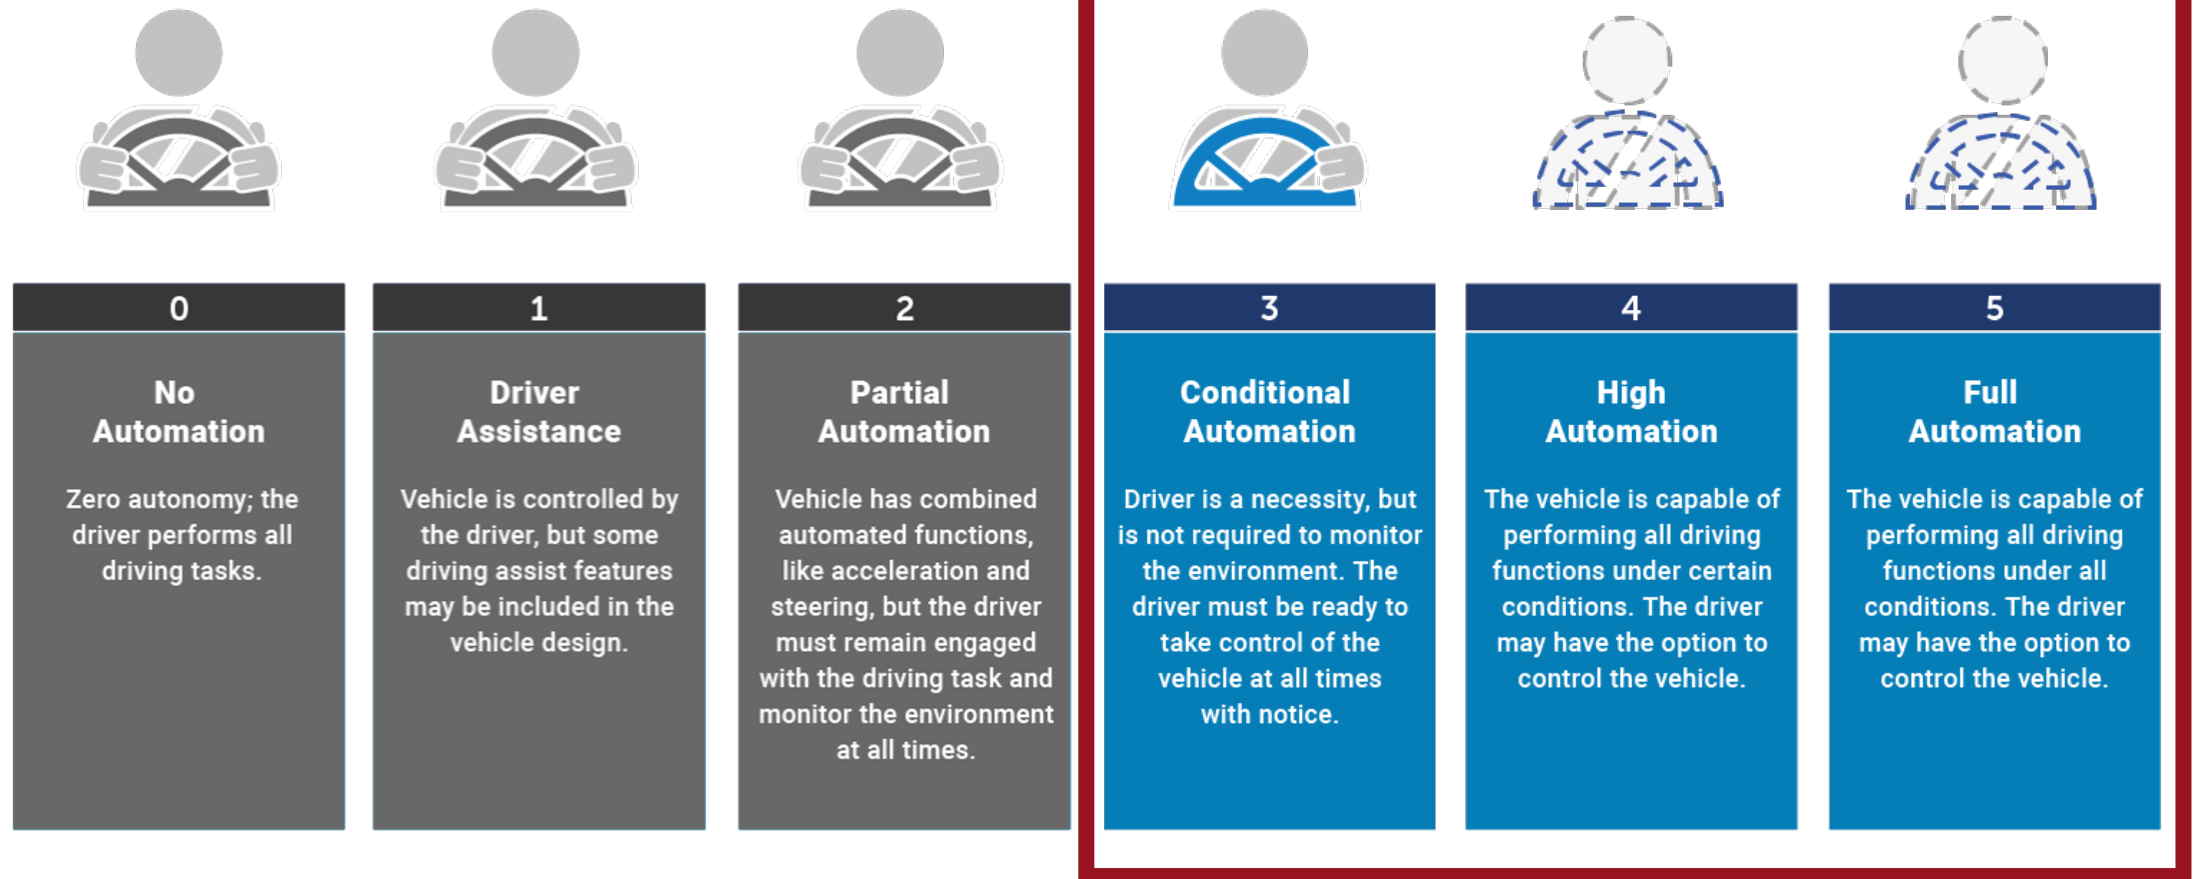 0
No
Automation
Zero autonomy; the
driver performs all
driving tasks.
1
Driver
Assistance
Vehicle is controlled by
the driver, but some
driving assist features
may be included in the
vehicle design.
2
Partial
Automation
Vehicle has combined
automated functions,
like acceleration and
steering, but the driver
must remain engaged
with the driving task and
monitor the environment
at all times.
3
Conditional
Automation
Driver is a necessity, but
is not required to monitor
the environment. The
driver must be ready to
take control of the
vehicle at all times
with notice.
4
High
Automation
The vehicle is capable of
performing all driving
functions under certain
conditions. The driver
may have the option to
control the vehicle.
5
Full
Automation
The vehicle is capable of
performing all driving
functions under all
conditions. The driver
may have the option to
control the vehicle.